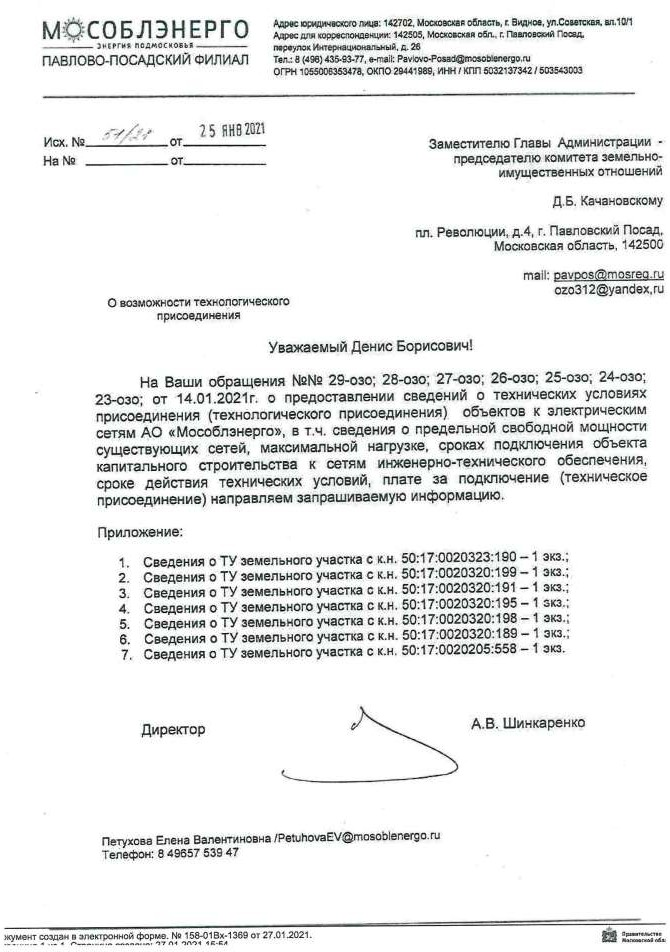 МОСОБЛЭНЕРГО
ЭНЕРГИЯ ПОДМОСКОВЬЯ
ПАВЛОВО-ПОСАДСКИЙ ФИЛИАЛ
Адрес юридического лица: 142702, Московская область, г. Видное, ул.Советская, вл.10/1
Адрес для корреспонденции: 142505, Московская обл., г. Павловский Посад,
переулок Интернациональный, д. 26
Тел.: 8 (496) 435-93-77, e-mail: Pavlovo-Posad@mosoblenergo.ru
ОГРН 1055006353478, ОКПО 29441989, ИНН / КПП 5032137342 / 503543003
Исх. № 51/21 от 25 ЯНВ 2021
На № от
Заместителю Главы Администрации -
председателю комитета земельно-
имущественных отношений
Д.Б. Качановскому
пл. Революции, д.4, г. Павловский Посад,
Московская область, 142500
mail: pavpos@mosreg.ru
ozo312@yandex,ru
О возможности технологического
присоединения
Уважаемый Денис Борисович!
На Ваши обращения №№ 29-озо; 28-озо; 27-озо; 26-озо; 25-озо; 24-озо;
23-озо; от 14.01.2021г. о предоставлении сведений о технических условиях
присоединения (технологического присоединения) объектов к электрическим
сетям АО «Мособлэнерго», в т.ч. сведения о предельной свободной мощности
существующих сетей, максимальной нагрузке, сроках подключения объекта
капитального строительства к сетям инженерно-технического обеспечения,
сроке действия технических условий, плате за подключение (техническое
присоединение) направляем запрашиваемую информацию.
Приложение:
1. Сведения о ТУ земельного участка с к.н. 50:17:0020323:190 – 1 экз.;
2. Сведения о ТУ земельного участка с к.н. 50:17:0020320:199 – 1 экз.;
3. Сведения о ТУ земельного участка с к.н. 50:17:0020320:191 – 1 экз.;
4. Сведения о ТУ земельного участка с к.н. 50:17:0020320:195 – 1 экз.;
5. Сведения о ТУ земельного участка с к.н. 50:17:0020320:198 – 1 экз.;
6. Сведения о ТУ земельного участка с к.н. 50:17:0020320:189 – 1 экз.;
7. Сведения о ТУ земельного участка с к.н. 50:17:0020205:558 – 1 экз.
Директор А.В. Шинкаренко
Петухова Елена Валентиновна /PetuhovaEV@mosoblenergo.ru
Телефон: 8 49657 539 47
кумент создан в электронной форме. № 158-01Вх-1369 от 27.01.2021.
Правительство
Московской обла